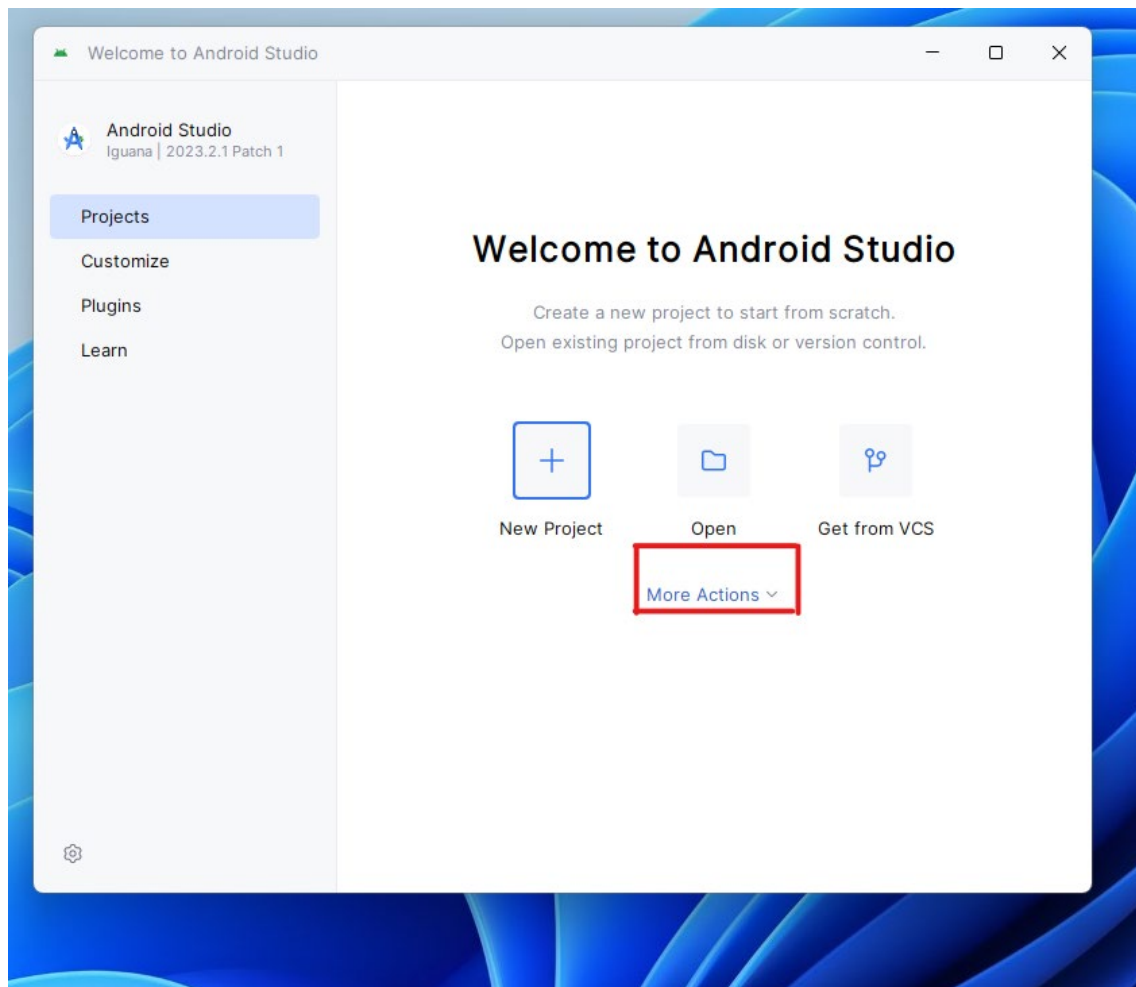 Welcome to Android Studio
Android Studio
Iguana | 2023.2.1 Patch 1
Projects
Customize
Plugins
Learn
Welcome to Android Studio
Create a new project to start from scratch.
Open existing project from disk or version control.
New Project
Open
Get from VCS
More Actions